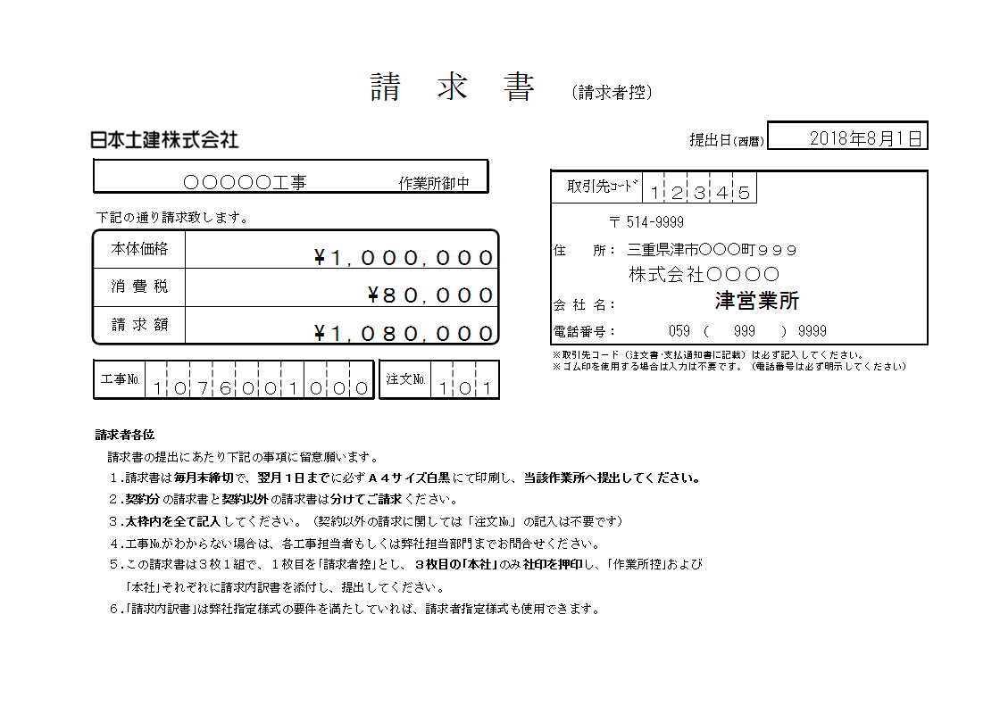 請 求 書 （請求者控）
日本土建株式会社
提出日(西暦) 2018年8月1日
○○○○○工事 作業所御中
取引先ｺｰﾄﾞ 1 2 3 4 5
下記の通り請求致します。
〒 514-9999
本体価格 ¥1,000,000
住 所： 三重県津市○○○町９９９
株式会社○○○○
消 費 税 ¥80,000
会 社 名： 津営業所
請 求 額 ¥1,080,000
電話番号： 059 （ 999 ） 9999
※取引先コード（注文書･支払通知書に記載）は必ず記入してください。
※ゴム印を使用する場合は入力は不要です。（電話番号は必ず明示してください）
工事№ 1 0 7 6 0 0 1 0 0 0 注文№ 1 0 1
請求者各位
請求書の提出にあたり下記の事項に留意願います。
１.請求書は毎月末締切で、翌月１日までに必ずＡ４サイズ白黒にて印刷し、当該作業所へ提出してください。
２.契約分の請求書と契約以外の請求書は分けてご請求ください。
３.太枠内を全て記入してください。（契約以外の請求に関しては「注文№」の記入は不要です）
４.工事№がわからない場合は、各工事担当者もしくは弊社担当部門までお問合せください。
５.この請求書は３枚１組で、１枚目を｢請求者控｣とし、３枚目の｢本社｣のみ社印を押印し、｢作業所控｣および
｢本社｣それぞれに請求内訳書を添付し、提出してください。
６.｢請求内訳書｣は弊社指定様式の要件を満たしていれば、請求者指定様式も使用できます。